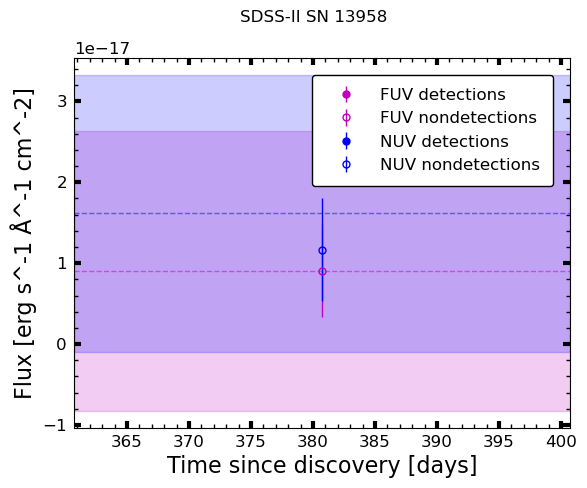 SDSS-II SN 13958
1e−17
FUV detections
FUV nondetections
NUV detections
NUV nondetections
3
2
1
0
−1
Flux [erg s^-1 Å^-1 cm^-2]
365 370 375 380 385 390 395 400
Time since discovery [days]